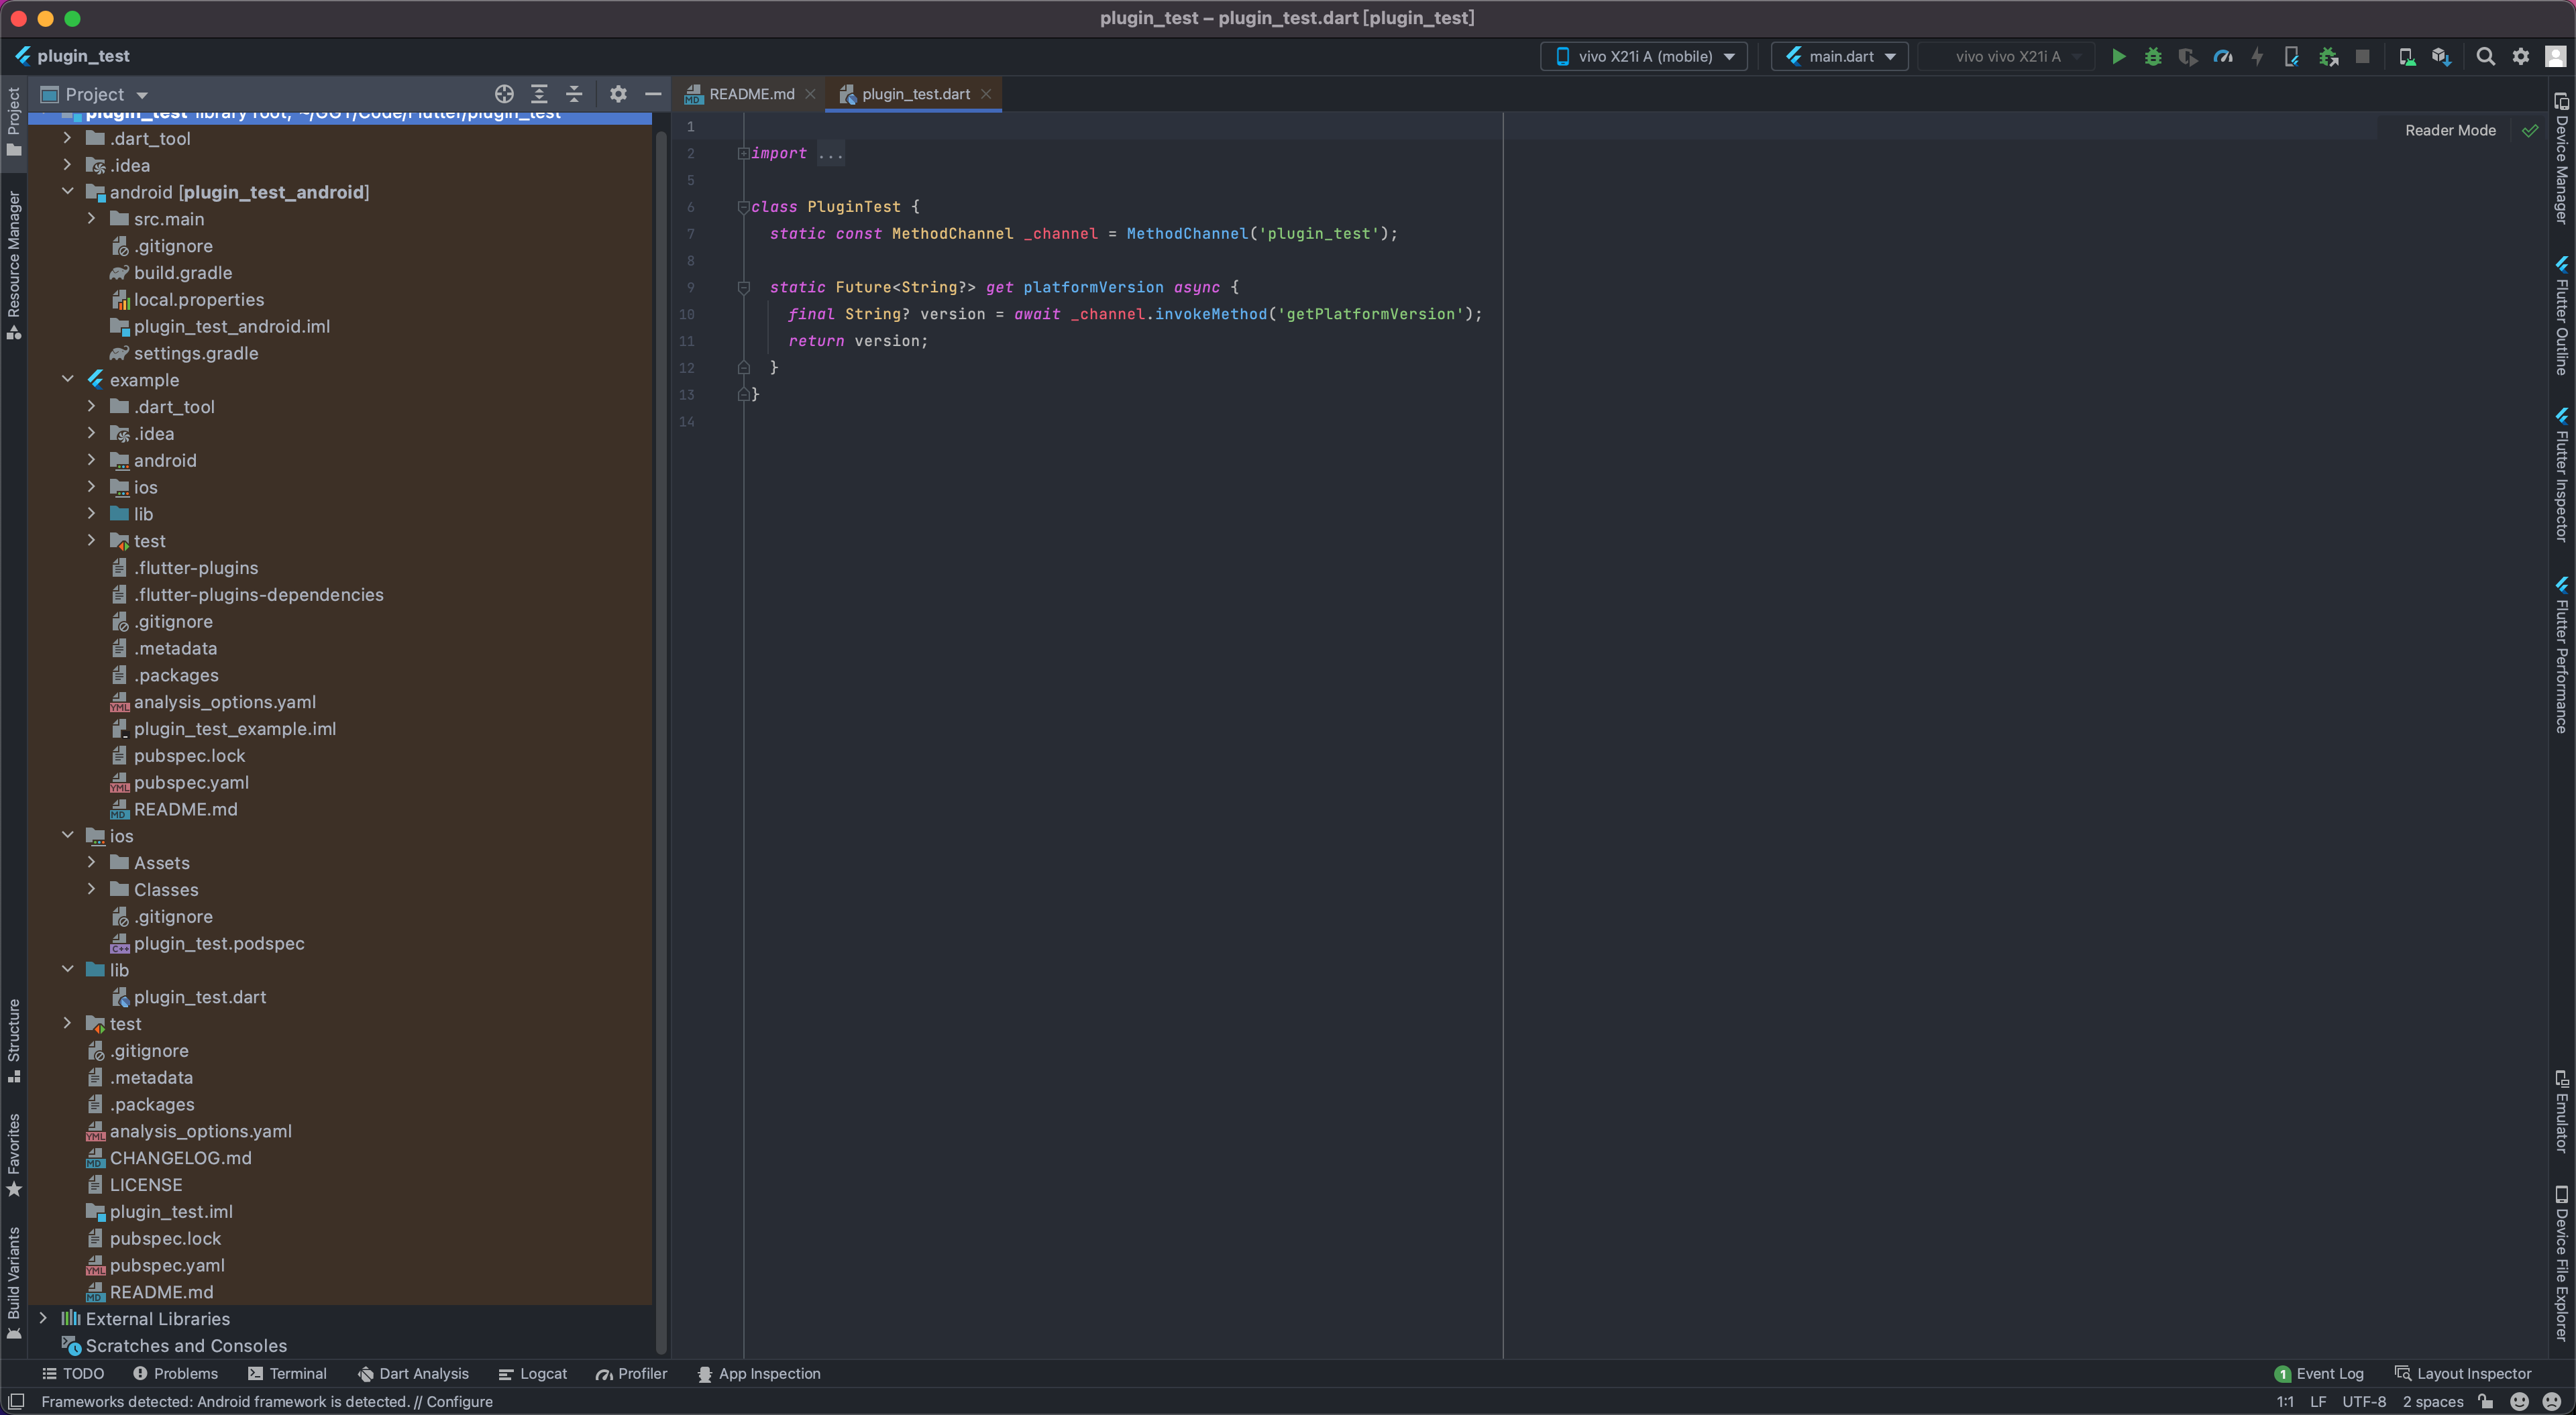 plugin_test – plugin_test.dart [plugin_test]
plugin_test
vivo X21i A (mobile)
main.dart
vivo vivo X21i A
Project
README.md
plugin_test.dart
plugin_test library root, ~/GGT/Code/Flutter/plugin_test
.dart_tool
.idea
android [plugin_test_android]
src.main
.gitignore
build.gradle
local.properties
plugin_test_android.iml
settings.gradle
example
.dart_tool
.idea
android
ios
lib
test
.flutter-plugins
.flutter-plugins-dependencies
.gitignore
.metadata
.packages
analysis_options.yaml
plugin_test_example.iml
pubspec.lock
pubspec.yaml
README.md
ios
Assets
Classes
.gitignore
plugin_test.podspec
lib
plugin_test.dart
test
.gitignore
.metadata
.packages
analysis_options.yaml
CHANGELOG.md
LICENSE
plugin_test.iml
pubspec.lock
pubspec.yaml
README.md
External Libraries
Scratches and Consoles
Project
Resource Manager
Structure
Favorites
Build Variants
1
2 import ...
5
6 class PluginTest {
7 static const MethodChannel _channel = MethodChannel('plugin_test');
8
9 static Future<String?> get platformVersion async {
10 final String? version = await _channel.invokeMethod('getPlatformVersion');
11 return version;
12 }
13 }
14
Reader Mode
Device Manager
Flutter Outline
Flutter Inspector
Flutter Performance
Emulator
Device File Explorer
TODO
Problems
Terminal
Dart Analysis
Logcat
Profiler
App Inspection
1 Event Log
Layout Inspector
Frameworks detected: Android framework is detected. // Configure
1:1 LF UTF-8 2 spaces